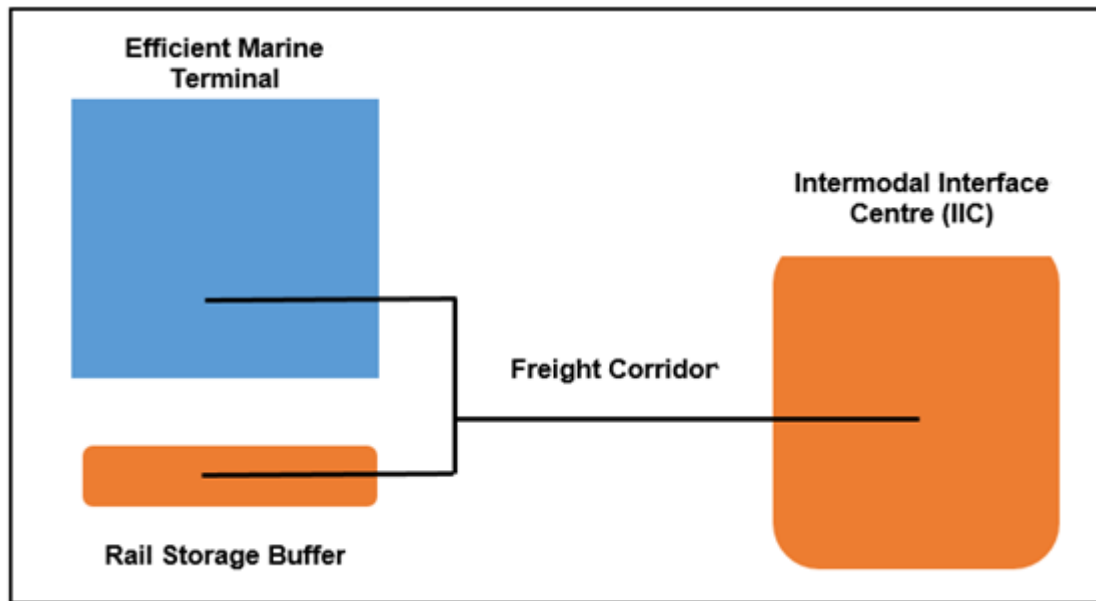 Efficient Marine
Terminal
Intermodal Interface
Centre (IIC)
Freight Corridor
Rail Storage Buffer